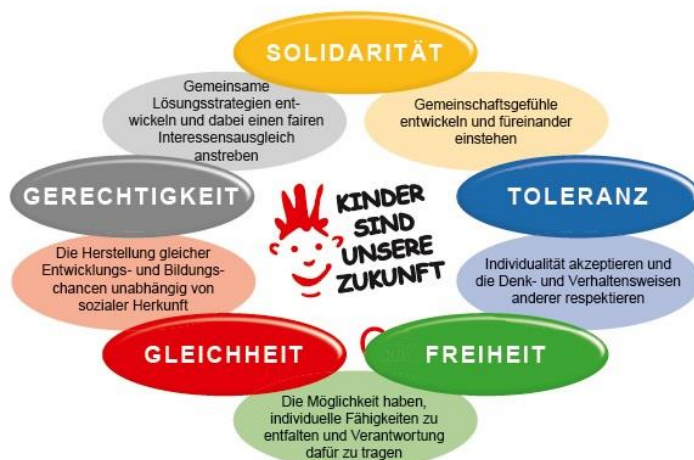 SOLIDARITÄT
Gemeinsame
Lösungsstrategien ent-
wickeln und dabei einen fairen
Interessensausgleich
anstreben
Gemeinschaftsgefühle
entwickeln und füreinander
einstehen
GERECHTIGKEIT
KINDER
SIND
UNSERE
ZUKUNFT
TOLERANZ
Die Herstellung gleicher
Entwicklungs- und Bildungs-
chancen unabhängig von
sozialer Herkunft
Individualität akzeptieren und
die Denk- und Verhaltensweisen
anderer respektieren
GLEICHHEIT
FREIHEIT
Die Möglichkeit haben,
individuelle Fähigkeiten zu
entfalten und Verantwortung
dafür zu tragen